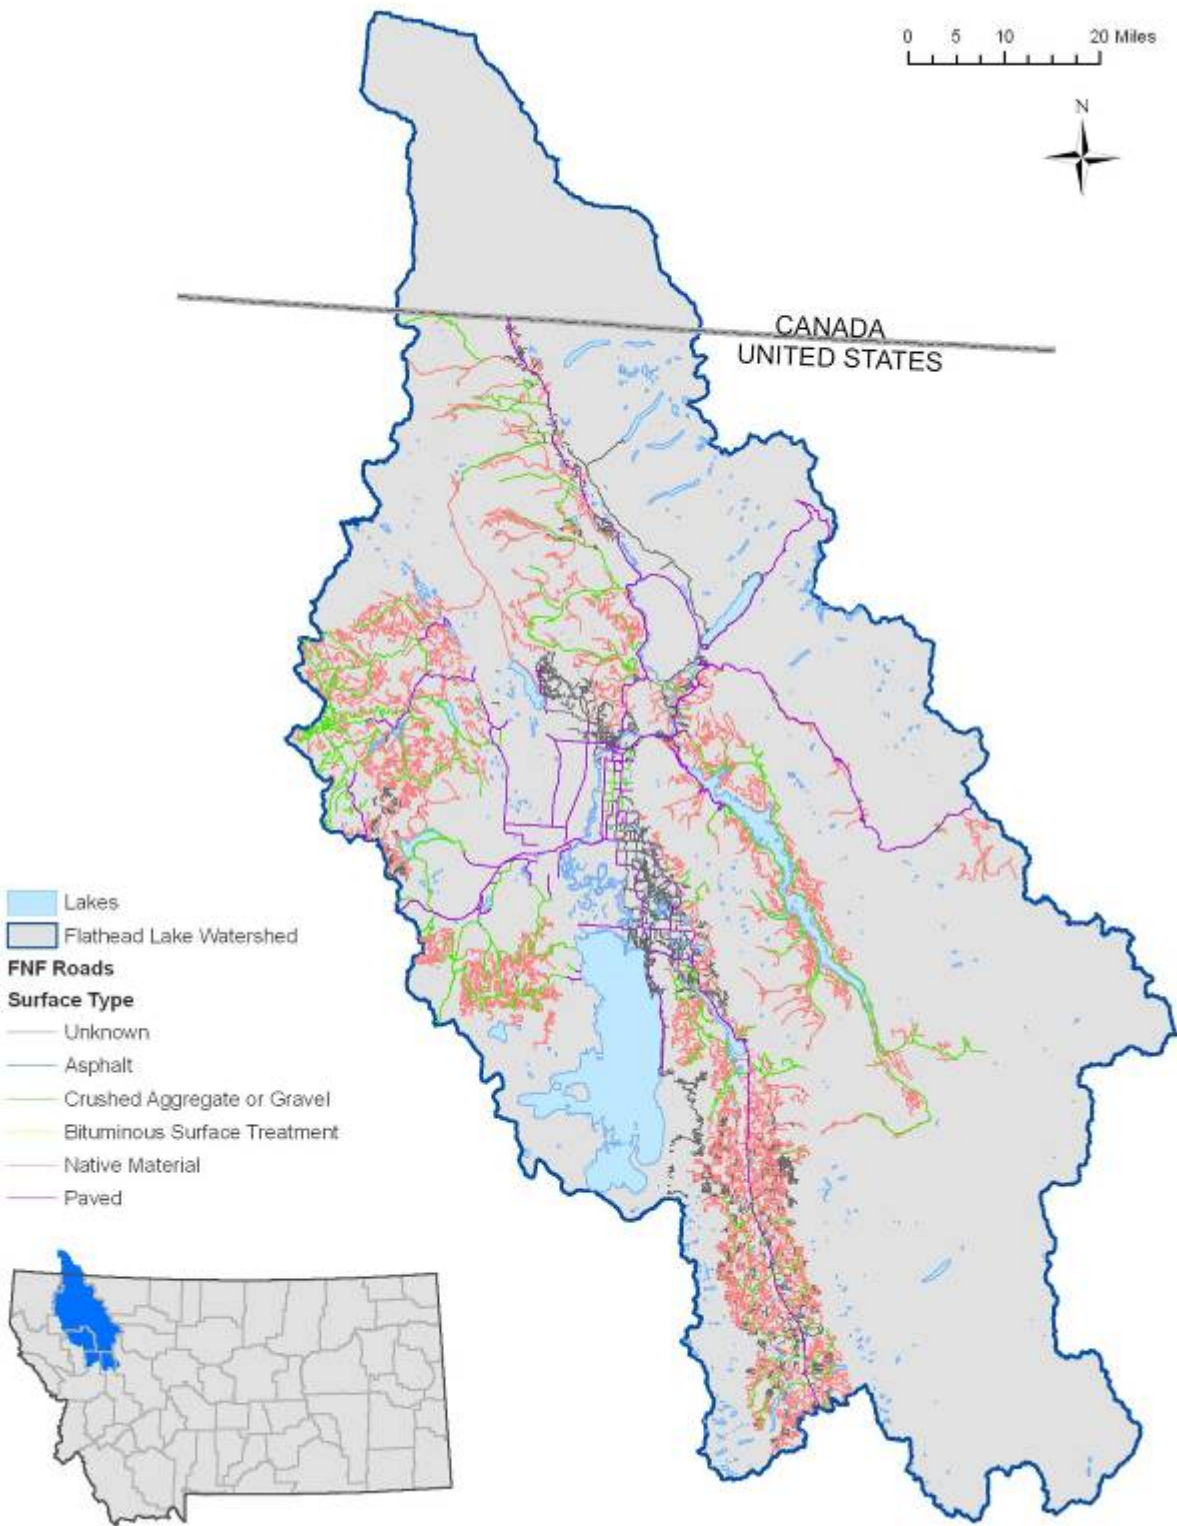 0 5 10 20 Miles
N
CANADA
UNITED STATES
Lakes
Flathead Lake Watershed
FNF Roads
Surface Type
Unknown
Asphalt
Crushed Aggregate or Gravel
Bituminous Surface Treatment
Native Material
Paved